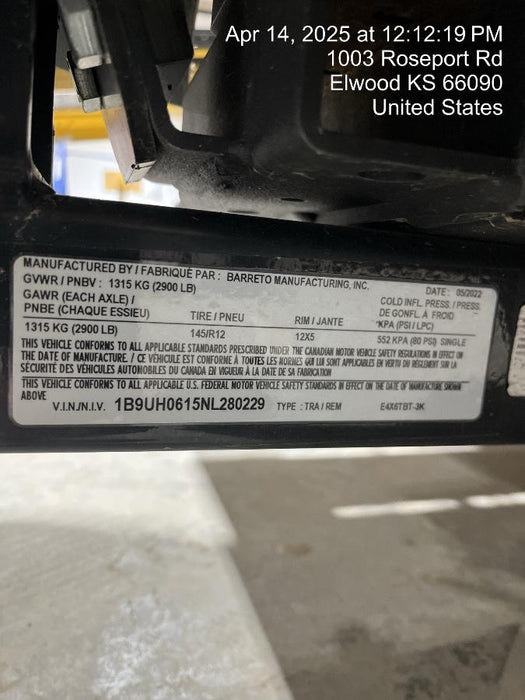 Apr 14, 2025 at 12:12:19 PM
1003 Roseport Rd
Elwood KS 66090
United States
MANUFACTURED BY / FABRIQUÉ PAR : BARRETO MANUFACTURING, INC.
GVWR / PNBV : 1315 KG (2900 LB) DATE : 05/2022
GAWR (EACH AXLE) / COLD INFL. PRESS. / PRESS.
PNBE (CHAQUE ESSIEU) TIRE / PNEU RIM / JANTE DE GONFL. À FROID
*KPA (PSI / LPC)
1315 KG (2900 LB) 145/R12 12X5 552 KPA (80 PSI) SINGLE
THIS VEHICLE CONFORMS TO ALL APPLICABLE STANDARDS PRESCRIBED UNDER THE CANADIAN MOTOR VEHICLE SAFETY REGULATIONS IN EFFECT ON
THE DATE OF MANUFACTURE. / CE VÉHICULE EST CONFORME À TOUTES LES NORMES QUI LUI SONT APPLICABLES EN VERTU DU RÈGLEMENT SUR LA
SÉCURITÉ DES VÉHICULES AUTOMOBILES DU CANADA EN VIGUEUR À LA DATE DE SA FABRICATION
THIS VEHICLE CONFORMS TO ALL APPLICABLE U.S. FEDERAL MOTOR VEHICLE SAFETY STANDARDS IN EFFECT ON THE DATE OF MANUFACTURE SHOWN
ABOVE
V.I.N./N.I.V. 1B9UH0615NL280229 TYPE : TRA / REM E4X6TBT-3K